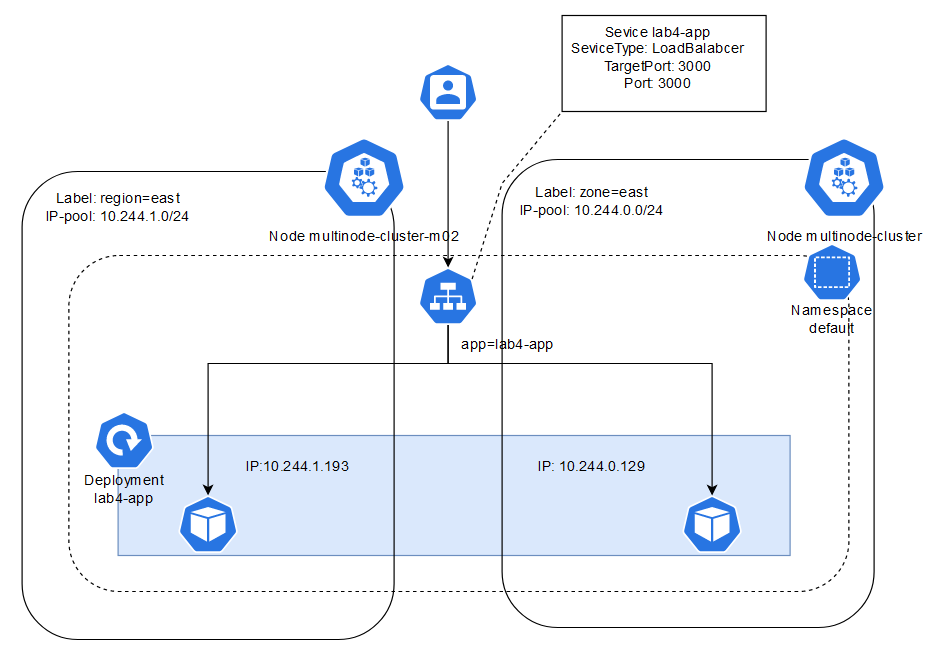 Sevice lab4-app
SeviceType: LoadBalabcer
TargetPort: 3000
Port: 3000
Label: region=east
IP-pool: 10.244.1.0/24
Node multinode-cluster-m02
Label: zone=east
IP-pool: 10.244.0.0/24
Node multinode-cluster
Namespace
default
app=lab4-app
Deployment
lab4-app
IP:10.244.1.193
IP: 10.244.0.129